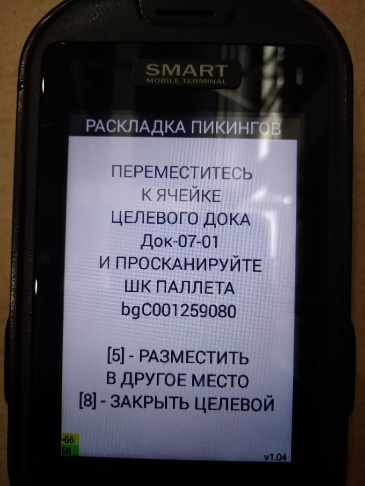 SMART
MOBILE TERMINAL
РАСКЛАДКА ПИКИНГОВ
ПЕРЕМЕСТИТЕСЬ
К ЯЧЕЙКЕ
ЦЕЛЕВОГО ДОКА
Док-07-01
И ПРОСКАНИРУЙТЕ
ШК ПАЛЛЕТА
bgC001259080
[5] - РАЗМЕСТИТЬ
В ДРУГОЕ МЕСТО
[8] - ЗАКРЫТЬ ЦЕЛЕВОЙ
-66
v1.04